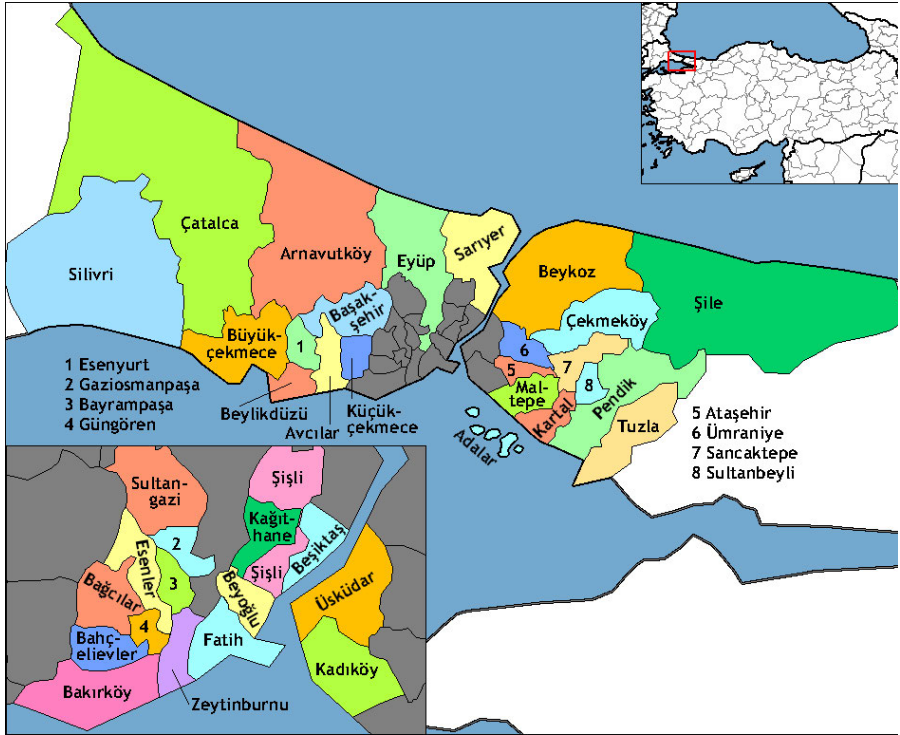 Çatalca
Silivri
Arnavutköy
Eyüp
Sarıyer
Beykoz
Şile
Büyük-
çekmece
Başak-
şehir
Çekmeköy
1
6
5
7
8
Mal-
tepe
Kartal
Pendik
Tuzla
Beylikdüzü
Avcılar
Küçük-
çekmece
Adalar
1 Esenyurt
2 Gaziosmanpaşa
3 Bayrampaşa
4 Güngören
5 Ataşehir
6 Ümraniye
7 Sancaktepe
8 Sultanbeyli
Sultan-
gazi
Şişli
Kağıt-
hane
Beşiktaş
2
Esenler
3
Şişli
Bağcılar
Beyoğlu
Üsküdar
4
Bahç-
elievler
Fatih
Kadıköy
Bakırköy
Zeytinburnu